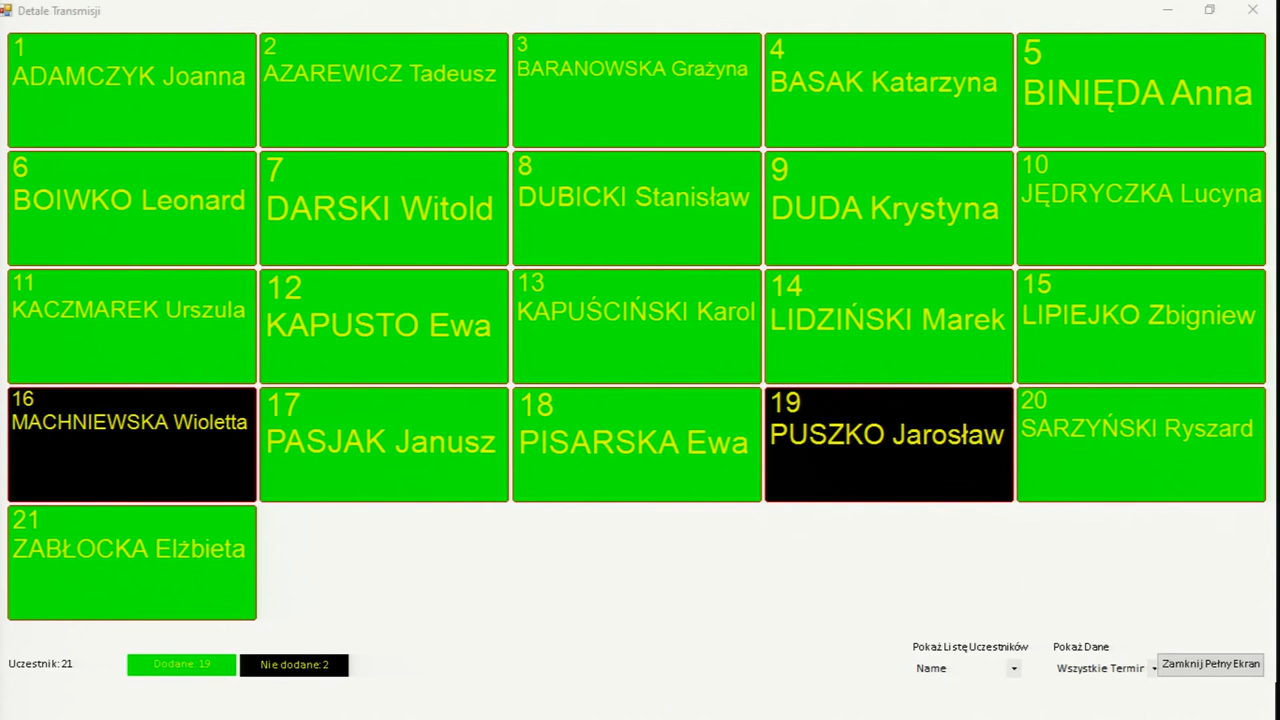 Detale Transmisji
1
ADAMCZYK Joanna
2
AZAREWICZ Tadeusz
3
BARANOWSKA Grażyna
4
BASAK Katarzyna
5
BINIĘDA Anna
6
BOIWKO Leonard
7
DARSKI Witold
8
DUBICKI Stanisław
9
DUDA Krystyna
10
JĘDRYCZKA Lucyna
11
KACZMAREK Urszula
12
KAPUSTO Ewa
13
KAPUŚCIŃSKI Karol
14
LIDZIŃSKI Marek
15
LIPIEJKO Zbigniew
16
MACHNIEWSKA Wioletta
17
PASJAK Janusz
18
PISARSKA Ewa
19
PUSZKO Jarosław
20
SARZYŃSKI Ryszard
21
ZABŁOCKA Elżbieta
Uczestnik: 21
Dodane: 19
Nie dodane: 2
Pokaż Listę Uczestników
Name
Pokaż Dane
Wszystkie Termir
Zamknij Pełny Ekran